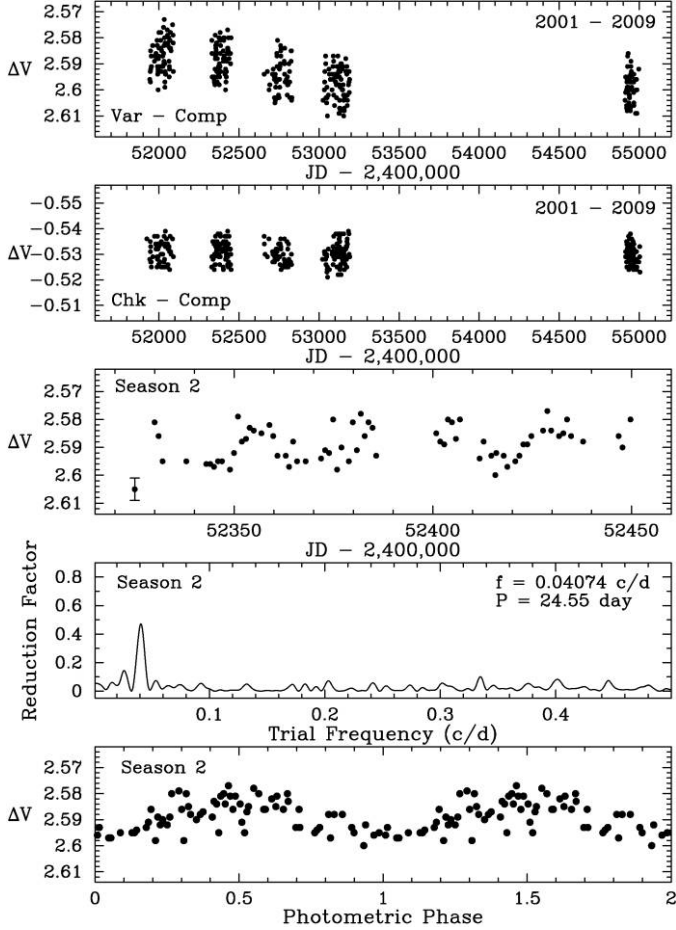 2.57
2.58
2.59
2.6
2.61
ΔV
2001 – 2009
Var – Comp
52000 52500 53000 53500 54000 54500 55000
JD – 2,400,000
−0.55
−0.54
−0.53
−0.52
−0.51
ΔV
2001 – 2009
Chk – Comp
52000 52500 53000 53500 54000 54500 55000
JD – 2,400,000
2.57
2.58
2.59
2.6
2.61
ΔV
Season 2
52350 52400 52450
JD – 2,400,000
Reduction Factor
0.8
0.6
0.4
0.2
0
Season 2
f = 0.04074 c/d
P = 24.55 day
0.1 0.2 0.3 0.4
Trial Frequency (c/d)
2.57
2.58
2.59
2.6
2.61
ΔV
Season 2
0 0.5 1 1.5 2
Photometric Phase